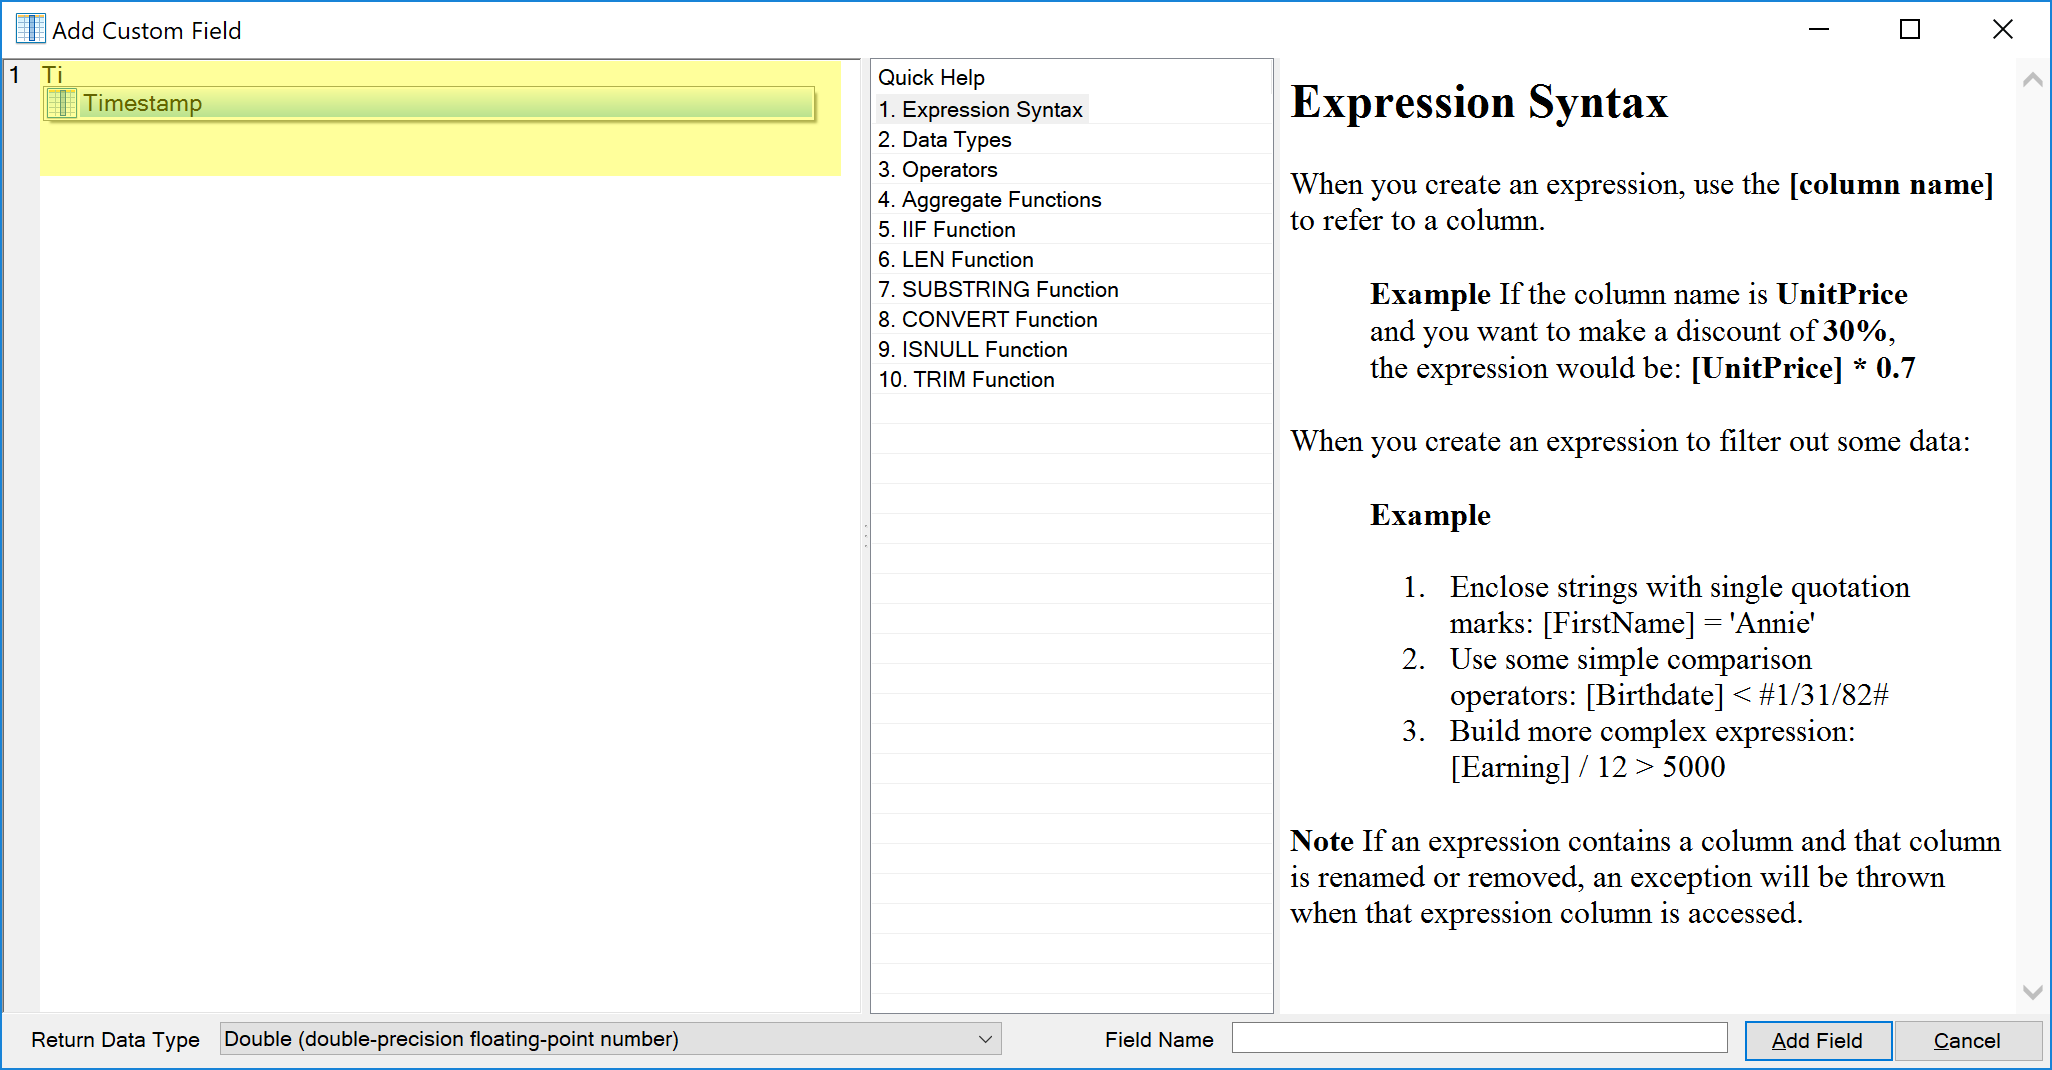 Add Custom Field
1 Ti
Timestamp
Quick Help
1. Expression Syntax
2. Data Types
3. Operators
4. Aggregate Functions
5. IIF Function
6. LEN Function
7. SUBSTRING Function
8. CONVERT Function
9. ISNULL Function
10. TRIM Function
Expression Syntax
When you create an expression, use the [column name]
to refer to a column.
Example If the column name is UnitPrice
and you want to make a discount of 30%,
the expression would be: [UnitPrice] * 0.7
When you create an expression to filter out some data:
Example
1. Enclose strings with single quotation
marks: [FirstName] = 'Annie'
2. Use some simple comparison
operators: [Birthdate] < #1/31/82#
3. Build more complex expression:
[Earning] / 12 > 5000
Note If an expression contains a column and that column
is renamed or removed, an exception will be thrown
when that expression column is accessed.
Return Data Type Double (double-precision floating-point number) Field Name Add Field Cancel